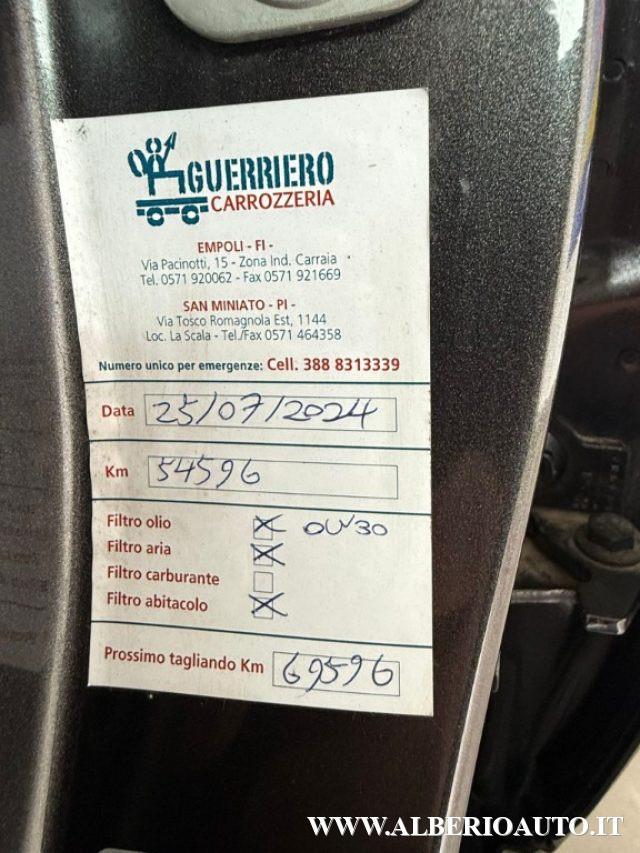 GUERRIERO
CARROZZERIA
EMPOLI - FI -
Via Pacinotti, 15 - Zona Ind. Carraia
Tel. 0571 920062 - Fax 0571 921669
SAN MINIATO - PI -
Via Tosco Romagnola Est, 1144
Loc. La Scala - Tel./Fax 0571 464358
Numero unico per emergenze: Cell. 388 8313339
Data 25/07/2024
Km 54596
Filtro olio 0W30
Filtro aria
Filtro carburante
Filtro abitacolo
Prossimo tagliando Km 69596
WWW.ALBERIOAUTO.IT